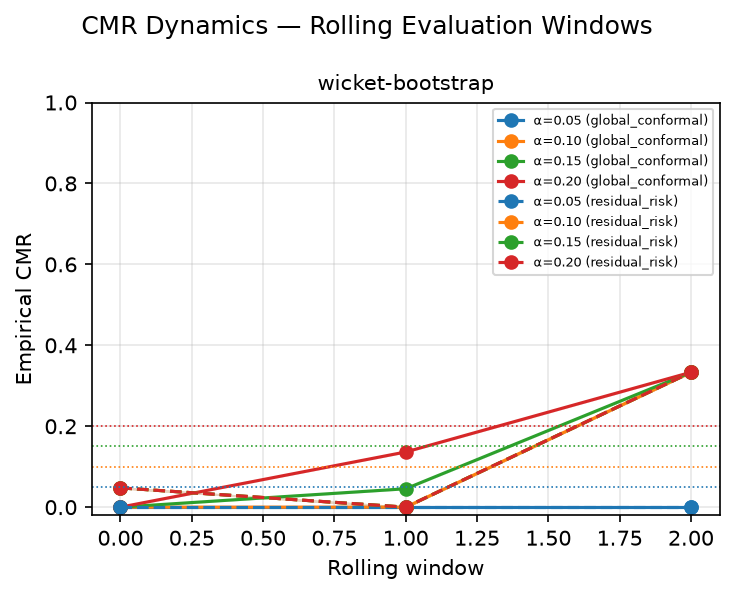 CMR Dynamics — Rolling Evaluation Windows
wicket-bootstrap
α=0.05 (global_conformal)
α=0.10 (global_conformal)
α=0.15 (global_conformal)
α=0.20 (global_conformal)
α=0.05 (residual_risk)
α=0.10 (residual_risk)
α=0.15 (residual_risk)
α=0.20 (residual_risk)
Empirical CMR
1.0
0.8
0.6
0.4
0.2
0.0
0.00 0.25 0.50 0.75 1.00 1.25 1.50 1.75 2.00
Rolling window